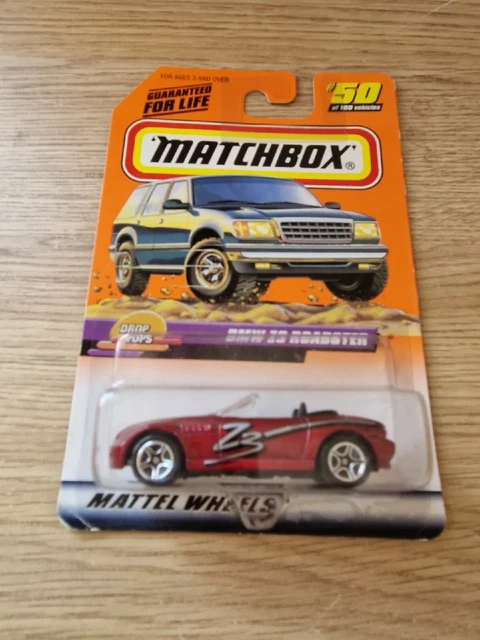 FOR AGES 3 AND OVER
GUARANTEED
FOR LIFE
#50
of 100 vehicles
'MATCHBOX'®
DROP
TOPS
BMW Z3 ROADSTER
Z3
MATTEL WHEELS